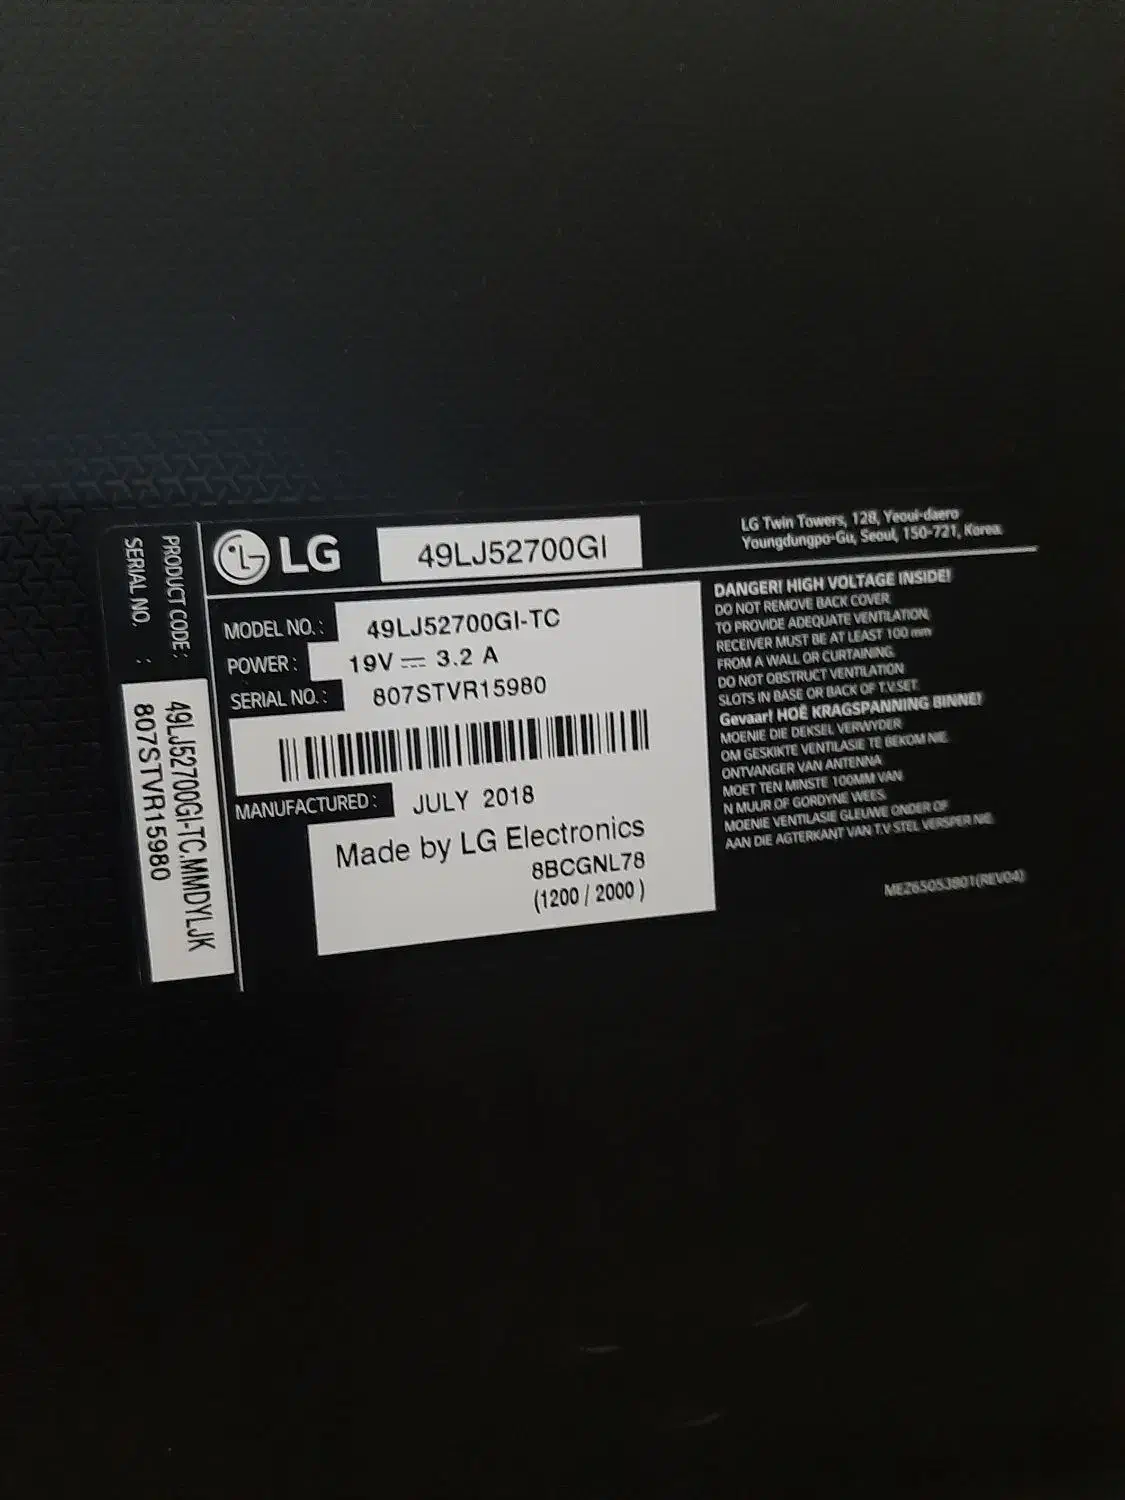 PRODUCT CODE: 49LJ52700GI-TC.MMDYLJK
SERIAL NO. : 807STVR15980
LG
49LJ52700GI
LG Twin Towers, 128, Yeoui-daero
Youngdungpo-Gu, Seoul, 150-721, Korea
MODEL NO.: 49LJ52700GI-TC
POWER: 19V ⎓ 3.2 A
SERIAL NO.: 807STVR15980
MANUFACTURED: JULY 2018
Made by LG Electronics
8BCGNL78
(1200 / 2000 )
DANGER! HIGH VOLTAGE INSIDE!
DO NOT REMOVE BACK COVER.
TO PROVIDE ADEQUATE VENTILATION,
RECEIVER MUST BE AT LEAST 100 mm
FROM A WALL OR CURTAINING.
DO NOT OBSTRUCT VENTILATION
SLOTS IN BASE OR BACK OF T.V.SET.
Gevaar! HOË KRAGSPANNING BINNE!
MOENIE DIE DEKSEL VERWYDER
OM GESKIKTE VENTILASIE TE BEKOM NIE.
ONTVANGER VAN ANTENNA
MOET TEN MINSTE 100MM VAN
N MUUR OF GORDYNE WEES.
MOENIE VENTILASIE GLEUWE ONDER OF
AAN DIE AGTERKANT VAN T.V STEL VERSPER NIE.
MEZ65053801(REV04)